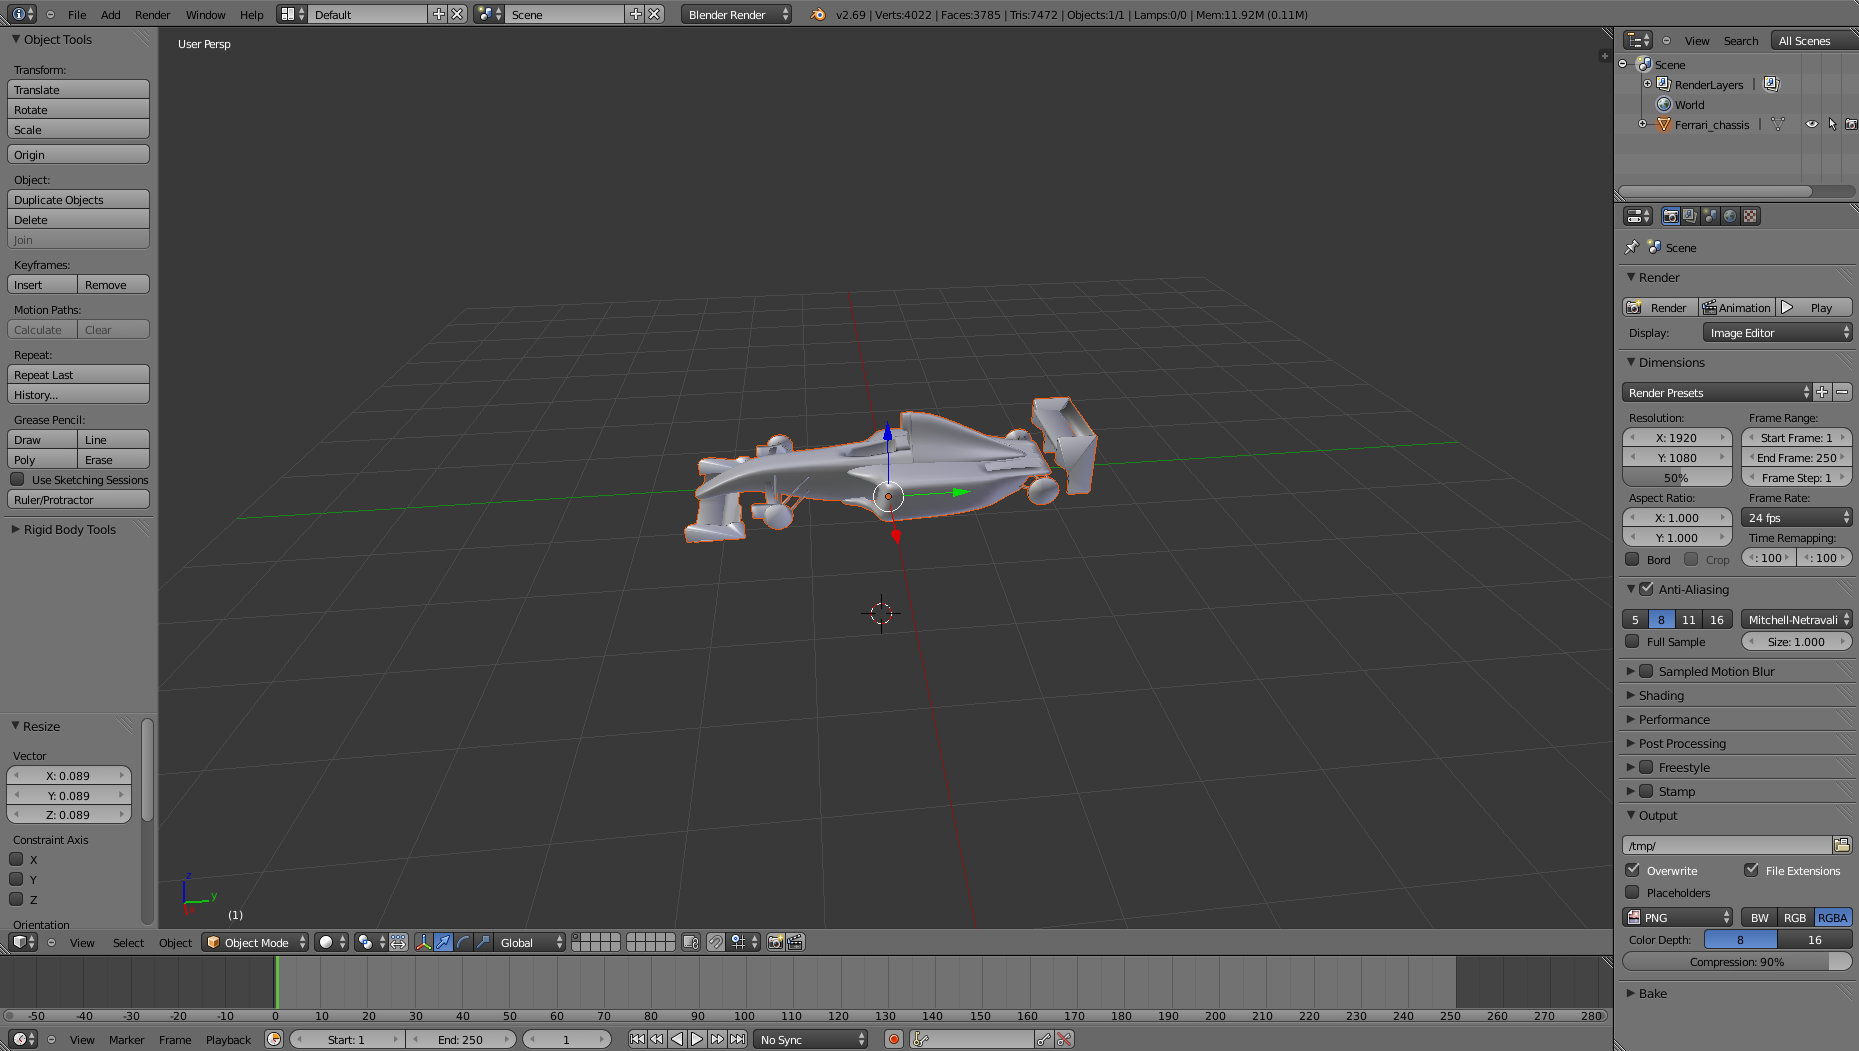 File Add Render Window Help Default Scene Blender Render v2.69 | Verts:4022 | Faces:3785 | Tris:7472 | Objects:1/1 | Lamps:0/0 | Mem:11.92M (0.11M)
Object Tools
Transform:
Translate
Rotate
Scale
Origin
Object:
Duplicate Objects
Delete
Join
Keyframes:
Insert Remove
Motion Paths:
Calculate Clear
Repeat:
Repeat Last
History...
Grease Pencil:
Draw Line
Poly Erase
Use Sketching Sessions
Ruler/Protractor
Rigid Body Tools
Resize
Vector
X: 0.089
Y: 0.089
Z: 0.089
Constraint Axis
X
Y
Z
Orientation
User Persp
z
y
(1)
View Select Object Object Mode Global
-50 -40 -30 -20 -10 0 10 20 30 40 50 60 70 80 90 100 110 120 130 140 150 160 170 180 190 200 210 220 230 240 250 260 270 280
View Marker Frame Playback Start: 1 End: 250 1 No Sync
View Search All Scenes
Scene
RenderLayers |
World
Ferrari_chassis |
Scene
Render
Render Animation Play
Display: Image Editor
Dimensions
Render Presets
Resolution: Frame Range:
X: 1920 Start Frame: 1
Y: 1080 End Frame: 250
50% Frame Step: 1
Aspect Ratio: Frame Rate:
X: 1.000 24 fps
Y: 1.000 Time Remapping:
Bord Crop : 100 : 100
Anti-Aliasing
5 8 11 16 Mitchell-Netravali
Full Sample Size: 1.000
Sampled Motion Blur
Shading
Performance
Post Processing
Freestyle
Stamp
Output
/tmp/
Overwrite File Extensions
Placeholders
PNG BW RGB RGBA
Color Depth: 8 16
Compression: 90%
Bake